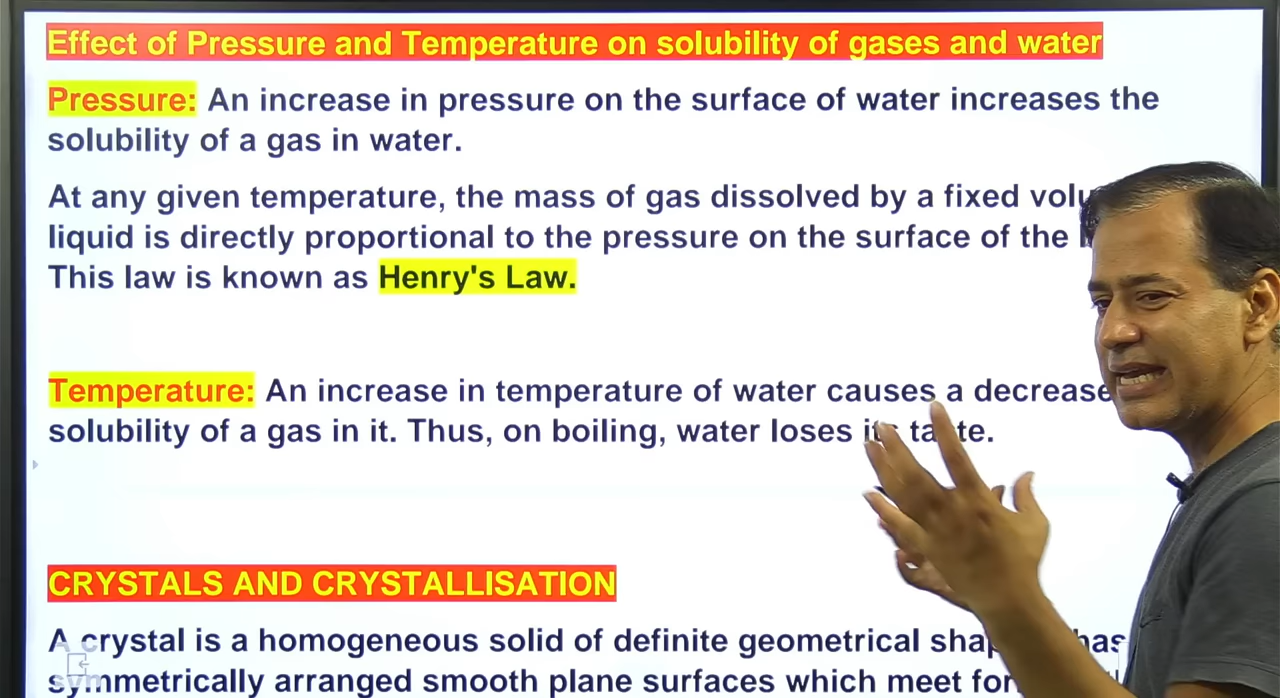 Effect of Pressure and Temperature on solubility of gases and water
Pressure: An increase in pressure on the surface of water increases the
solubility of a gas in water.
At any given temperature, the mass of gas dissolved by a fixed
liquid is directly proportional to the pressure on the surface of the
This law is known as Henry's Law.
Temperature: An increase in temperature of water causes a decrease
solubility of a gas in it. Thus, on boiling, water loses its taste.
CRYSTALS AND CRYSTALLISATION
A crystal is a homogeneous solid of definite geometrical has
symmetrically arranged smooth plane surfaces which meet